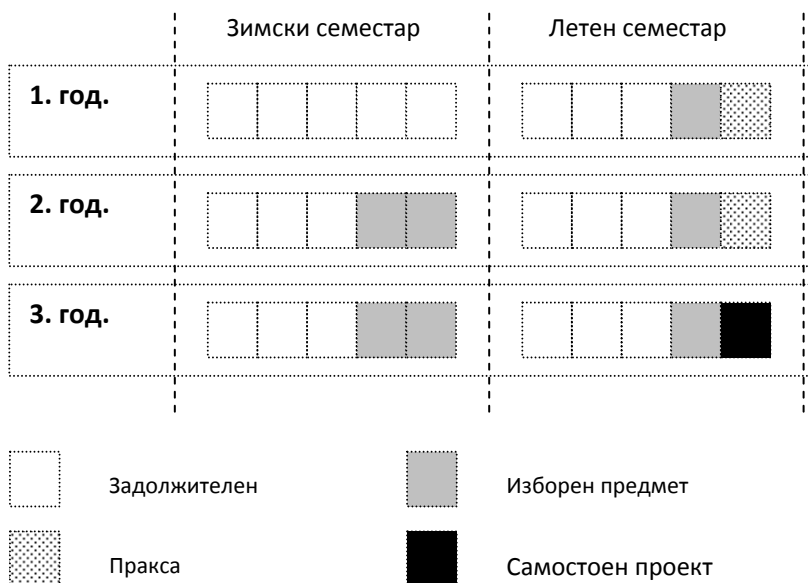 Зимски семестар Летен семестар
1. год.
2. год.
3. год.
Задолжителен Изборен предмет
Пракса Самостоен проект